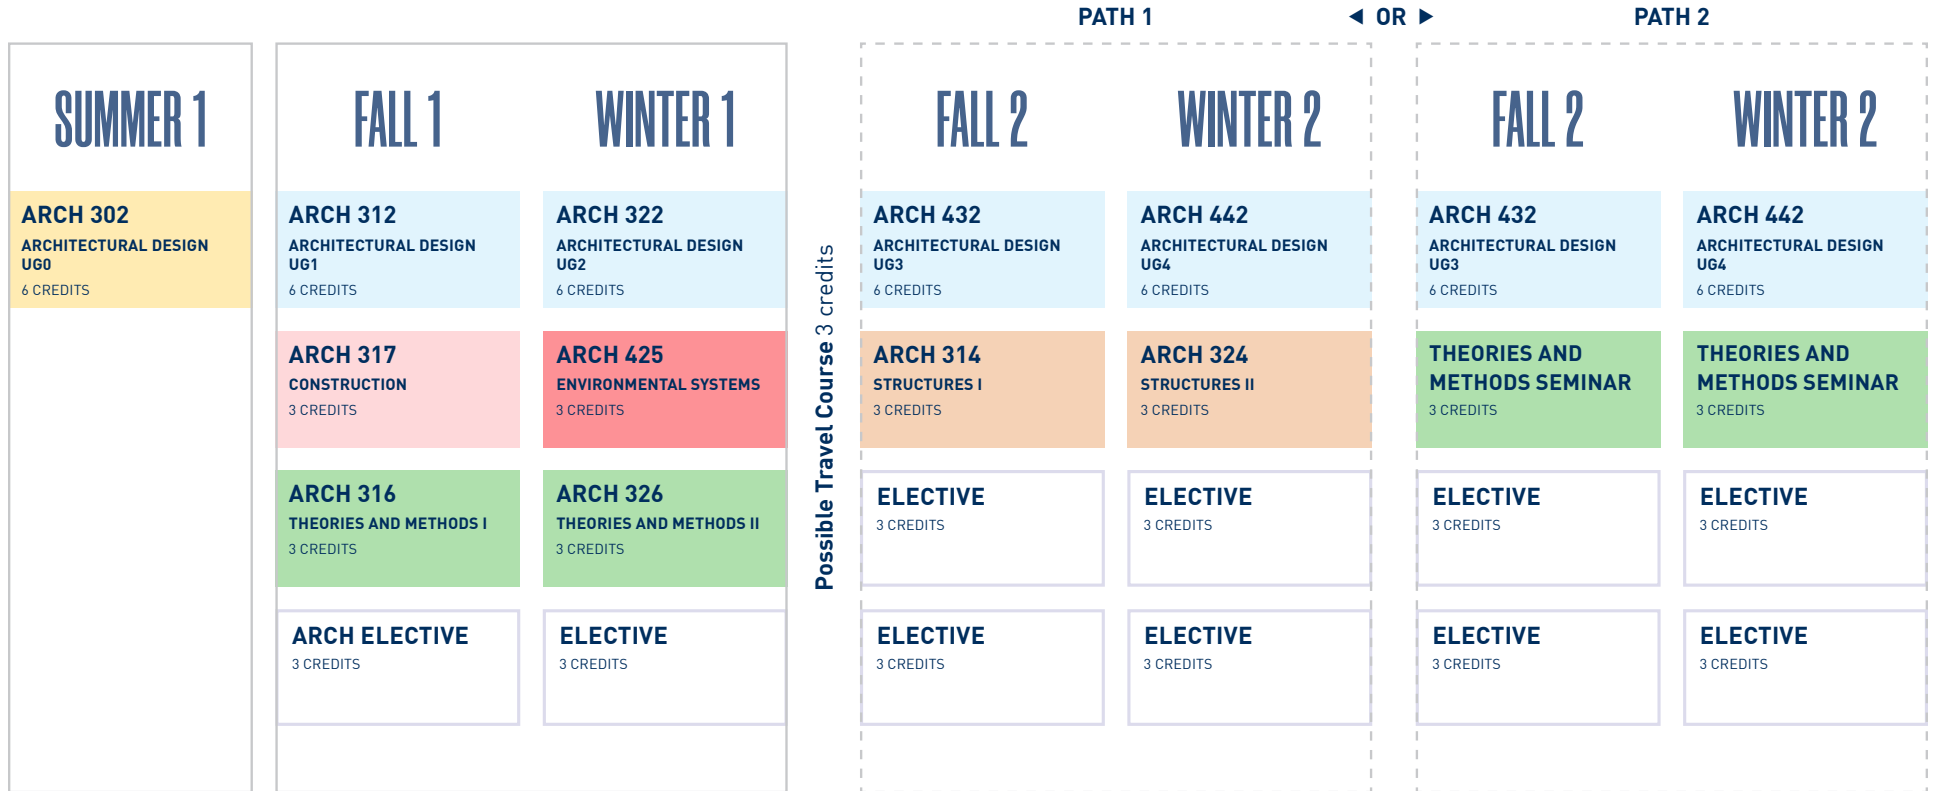 PATH 1
◄ OR ►
PATH 2
SUMMER 1
ARCH 302
ARCHITECTURAL DESIGN
UG0
6 CREDITS
FALL 1
ARCH 312
ARCHITECTURAL DESIGN
UG1
6 CREDITS
ARCH 317
CONSTRUCTION
3 CREDITS
ARCH 316
THEORIES AND METHODS I
3 CREDITS
ARCH ELECTIVE
3 CREDITS
WINTER 1
ARCH 322
ARCHITECTURAL DESIGN
UG2
6 CREDITS
ARCH 425
ENVIRONMENTAL SYSTEMS
3 CREDITS
ARCH 326
THEORIES AND METHODS II
3 CREDITS
ELECTIVE
3 CREDITS
Possible Travel Course 3 credits
FALL 2
ARCH 432
ARCHITECTURAL DESIGN
UG3
6 CREDITS
ARCH 314
STRUCTURES I
3 CREDITS
ELECTIVE
3 CREDITS
ELECTIVE
3 CREDITS
WINTER 2
ARCH 442
ARCHITECTURAL DESIGN
UG4
6 CREDITS
ARCH 324
STRUCTURES II
3 CREDITS
ELECTIVE
3 CREDITS
ELECTIVE
3 CREDITS
FALL 2
ARCH 432
ARCHITECTURAL DESIGN
UG3
6 CREDITS
THEORIES AND
METHODS SEMINAR
3 CREDITS
ELECTIVE
3 CREDITS
ELECTIVE
3 CREDITS
WINTER 2
ARCH 442
ARCHITECTURAL DESIGN
UG4
6 CREDITS
THEORIES AND
METHODS SEMINAR
3 CREDITS
ELECTIVE
3 CREDITS
ELECTIVE
3 CREDITS